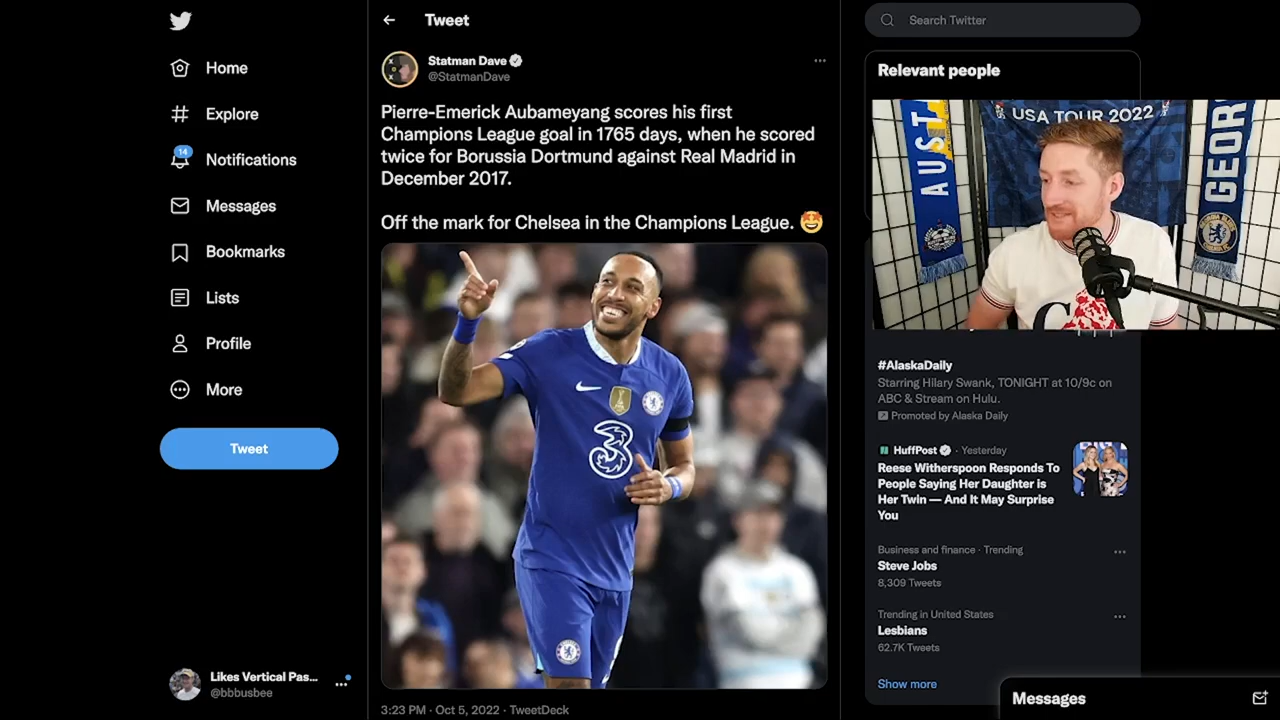 Home
Explore
14
Notifications
Messages
Bookmarks
Lists
Profile
More
Tweet
Likes Vertical Pas...
@bbbusbee
Tweet
Statman Dave
@StatmanDave
Pierre-Emerick Aubameyang scores his first
Champions League goal in 1765 days, when he scored
twice for Borussia Dortmund against Real Madrid in
December 2017.
Off the mark for Chelsea in the Champions League.
3
3:23 PM · Oct 5, 2022 · TweetDeck
Search Twitter
Relevant people
AUST
USA TOUR 2022
GEOR
C
#AlaskaDaily
Starring Hilary Swank, TONIGHT at 10/9c on
ABC & Stream on Hulu.
Promoted by Alaska Daily
HuffPost · Yesterday
Reese Witherspoon Responds To
People Saying Her Daughter is
Her Twin — And It May Surprise
You
Business and finance · Trending
Steve Jobs
8,309 Tweets
Trending in United States
Lesbians
62.7K Tweets
Show more
Messages